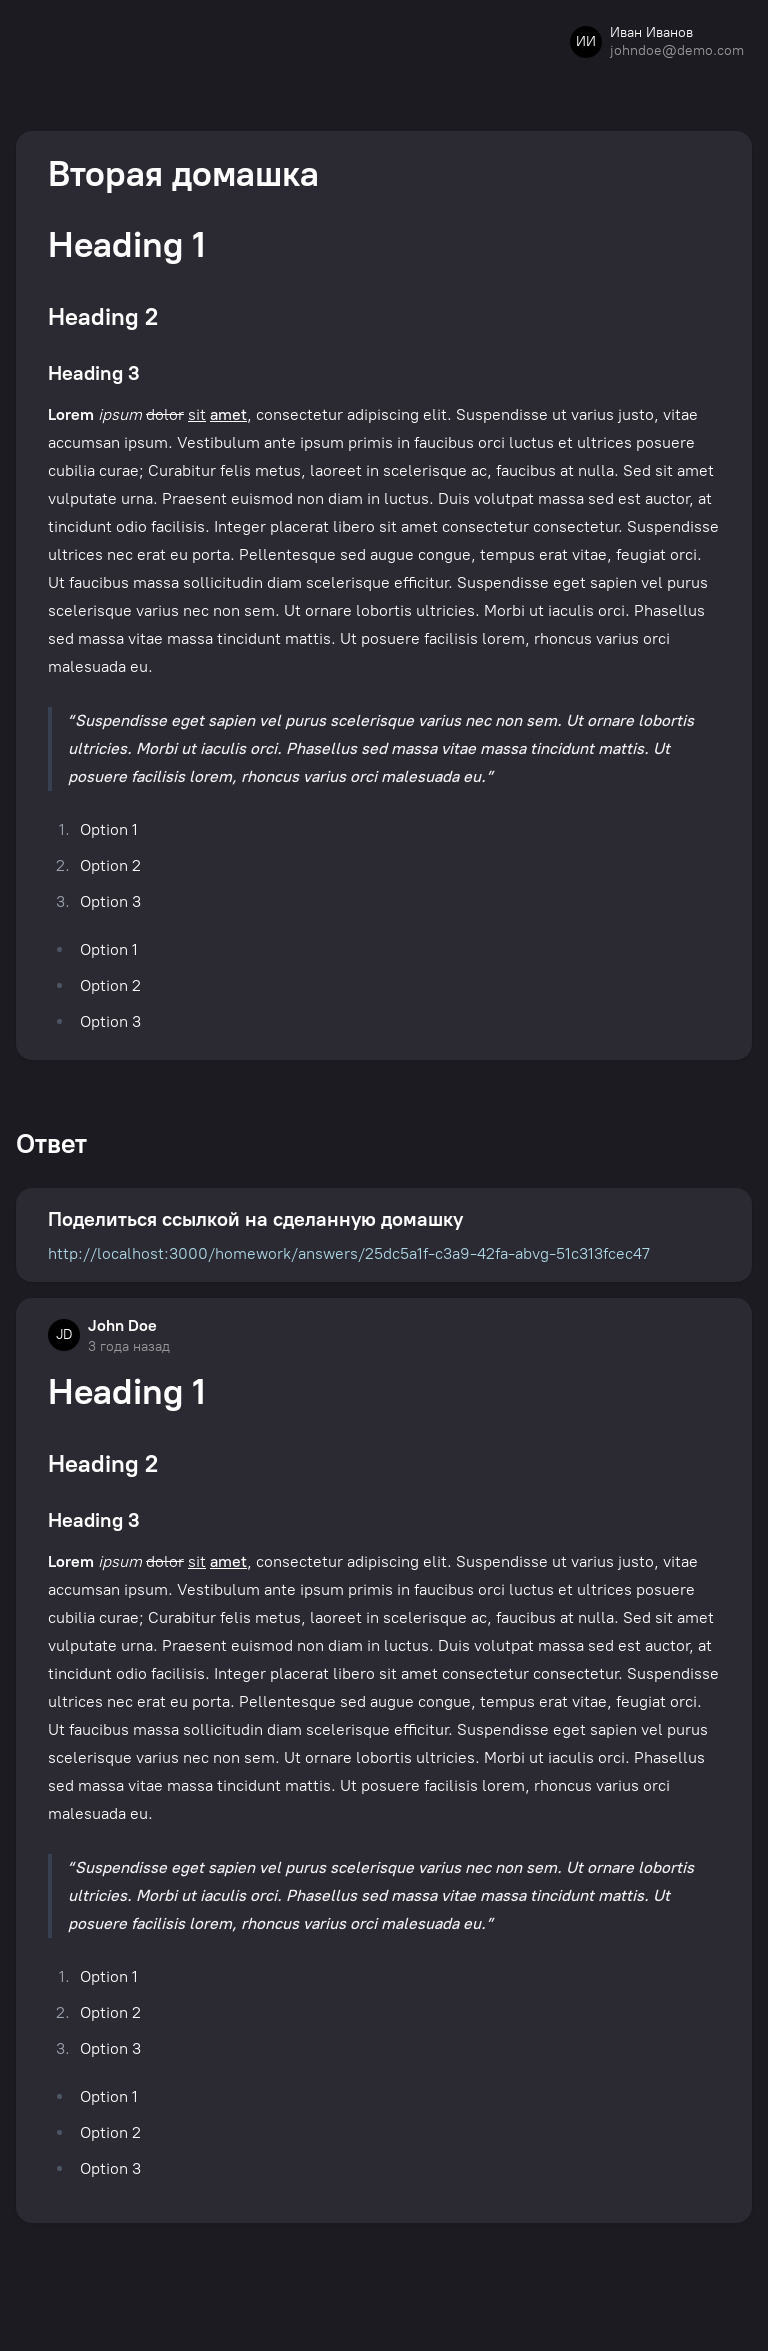 ИИ
Иван Иванов
johndoe@demo.com
Вторая домашка
Heading 1
Heading 2
Heading 3
Lorem ipsum dolor sit amet, consectetur adipiscing elit. Suspendisse ut varius justo, vitae
accumsan ipsum. Vestibulum ante ipsum primis in faucibus orci luctus et ultrices posuere
cubilia curae; Curabitur felis metus, laoreet in scelerisque ac, faucibus at nulla. Sed sit amet
vulputate urna. Praesent euismod non diam in luctus. Duis volutpat massa sed est auctor, at
tincidunt odio facilisis. Integer placerat libero sit amet consectetur consectetur. Suspendisse
ultrices nec erat eu porta. Pellentesque sed augue congue, tempus erat vitae, feugiat orci.
Ut faucibus massa sollicitudin diam scelerisque efficitur. Suspendisse eget sapien vel purus
scelerisque varius nec non sem. Ut ornare lobortis ultricies. Morbi ut iaculis orci. Phasellus
sed massa vitae massa tincidunt mattis. Ut posuere facilisis lorem, rhoncus varius orci
malesuada eu.
“Suspendisse eget sapien vel purus scelerisque varius nec non sem. Ut ornare lobortis
ultricies. Morbi ut iaculis orci. Phasellus sed massa vitae massa tincidunt mattis. Ut
posuere facilisis lorem, rhoncus varius orci malesuada eu.”
1. Option 1
2. Option 2
3. Option 3
• Option 1
• Option 2
• Option 3
Ответ
Поделиться ссылкой на сделанную домашку
http://localhost:3000/homework/answers/25dc5a1f-c3a9-42fa-abvg-51c313fcec47
JD
John Doe
3 года назад
Heading 1
Heading 2
Heading 3
Lorem ipsum dolor sit amet, consectetur adipiscing elit. Suspendisse ut varius justo, vitae
accumsan ipsum. Vestibulum ante ipsum primis in faucibus orci luctus et ultrices posuere
cubilia curae; Curabitur felis metus, laoreet in scelerisque ac, faucibus at nulla. Sed sit amet
vulputate urna. Praesent euismod non diam in luctus. Duis volutpat massa sed est auctor, at
tincidunt odio facilisis. Integer placerat libero sit amet consectetur consectetur. Suspendisse
ultrices nec erat eu porta. Pellentesque sed augue congue, tempus erat vitae, feugiat orci.
Ut faucibus massa sollicitudin diam scelerisque efficitur. Suspendisse eget sapien vel purus
scelerisque varius nec non sem. Ut ornare lobortis ultricies. Morbi ut iaculis orci. Phasellus
sed massa vitae massa tincidunt mattis. Ut posuere facilisis lorem, rhoncus varius orci
malesuada eu.
“Suspendisse eget sapien vel purus scelerisque varius nec non sem. Ut ornare lobortis
ultricies. Morbi ut iaculis orci. Phasellus sed massa vitae massa tincidunt mattis. Ut
posuere facilisis lorem, rhoncus varius orci malesuada eu.”
1. Option 1
2. Option 2
3. Option 3
• Option 1
• Option 2
• Option 3